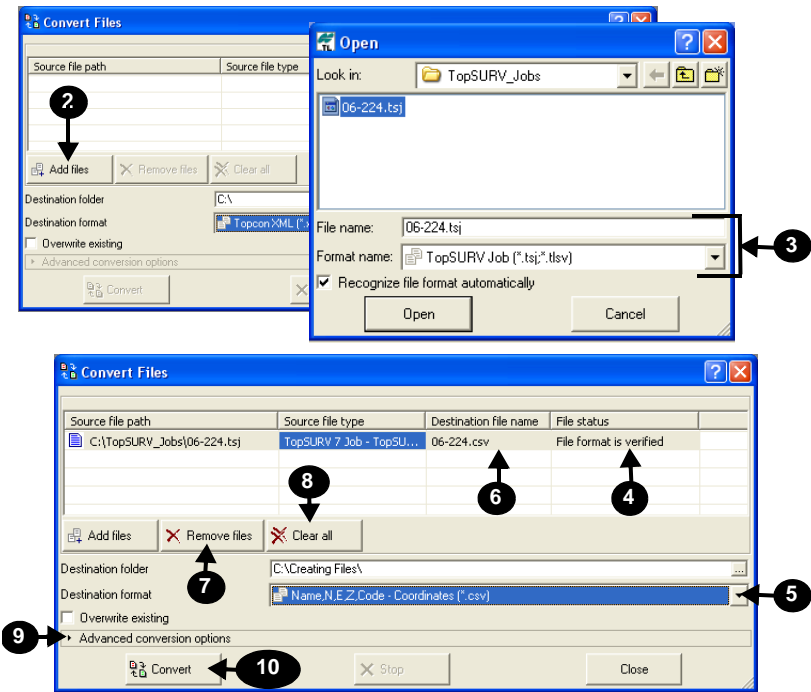 Convert Files
Source file path Source file type
2
Add files Remove files Clear all
Destination folder C:\
Destination format Topcon XML (*.x
Overwrite existing
Advanced conversion options
Convert
Open
TL
Look in: TopSURV_Jobs
06-224.tsj
File name: 06-224.tsj
Format name: TopSURV Job (*.tsj;*.tlsv)
3
Recognize file format automatically
Open Cancel
Convert Files
Source file path Source file type Destination file name File status
C:\TopSURV_Jobs\06-224.tsj TopSURV 7 Job - TopSU... 06-224.csv File format is verified
8 6 4
Add files Remove files Clear all
Destination folder C:\Creating Files\ ...
7
Destination format Name,N,E,Z,Code - Coordinates (*.csv) 5
Overwrite existing
9 Advanced conversion options
Convert 10 Stop Close